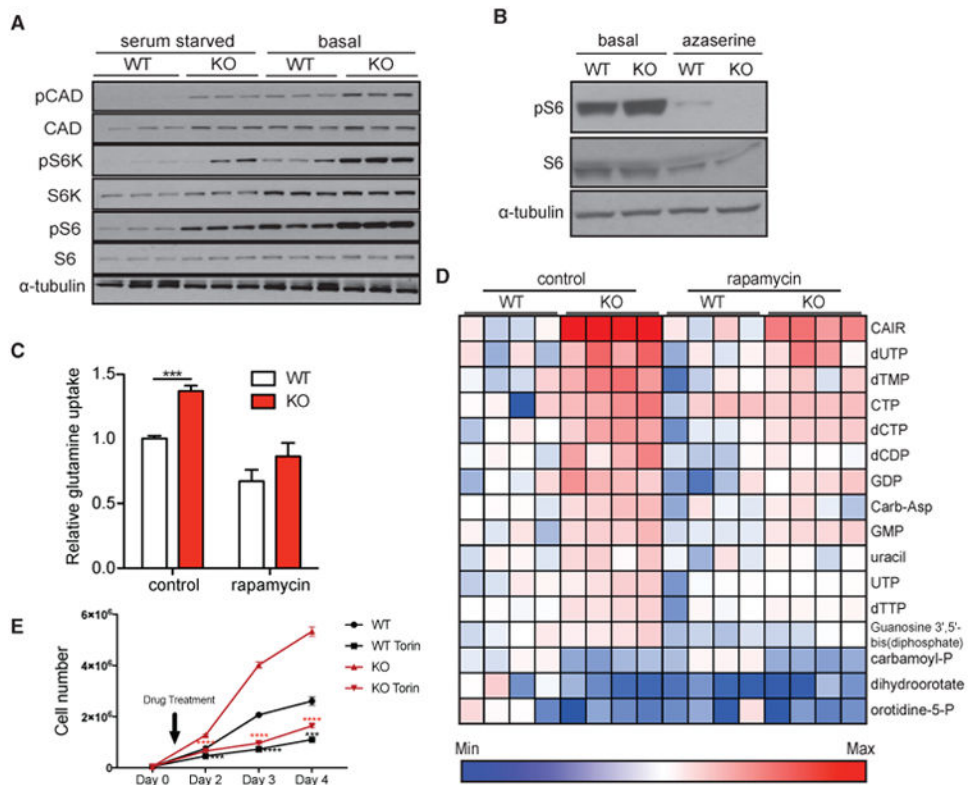 A
serum starved basal
WT KO WT KO
pCAD
CAD
pS6K
S6K
pS6
S6
α-tubulin
B
basal azaserine
WT KO WT KO
pS6
S6
α-tubulin
C
Relative glutamine uptake
1.5
1.0
0.5
0.0
***
WT
KO
control rapamycin
D
control rapamycin
WT KO WT KO
CAIR
dUTP
dTMP
CTP
dCTP
dCDP
GDP
Carb-Asp
GMP
uracil
UTP
dTTP
Guanosine 3',5'-
bis(diphosphate)
carbamoyl-P
dihydroorotate
orotidine-5-P
Min Max
E
Cell number
6×10⁶
4×10⁶
2×10⁶
0
Drug Treatment
WT
WT Torin
KO
KO Torin
**** **** ****
*** **** ***
Day 0 Day 2 Day 3 Day 4